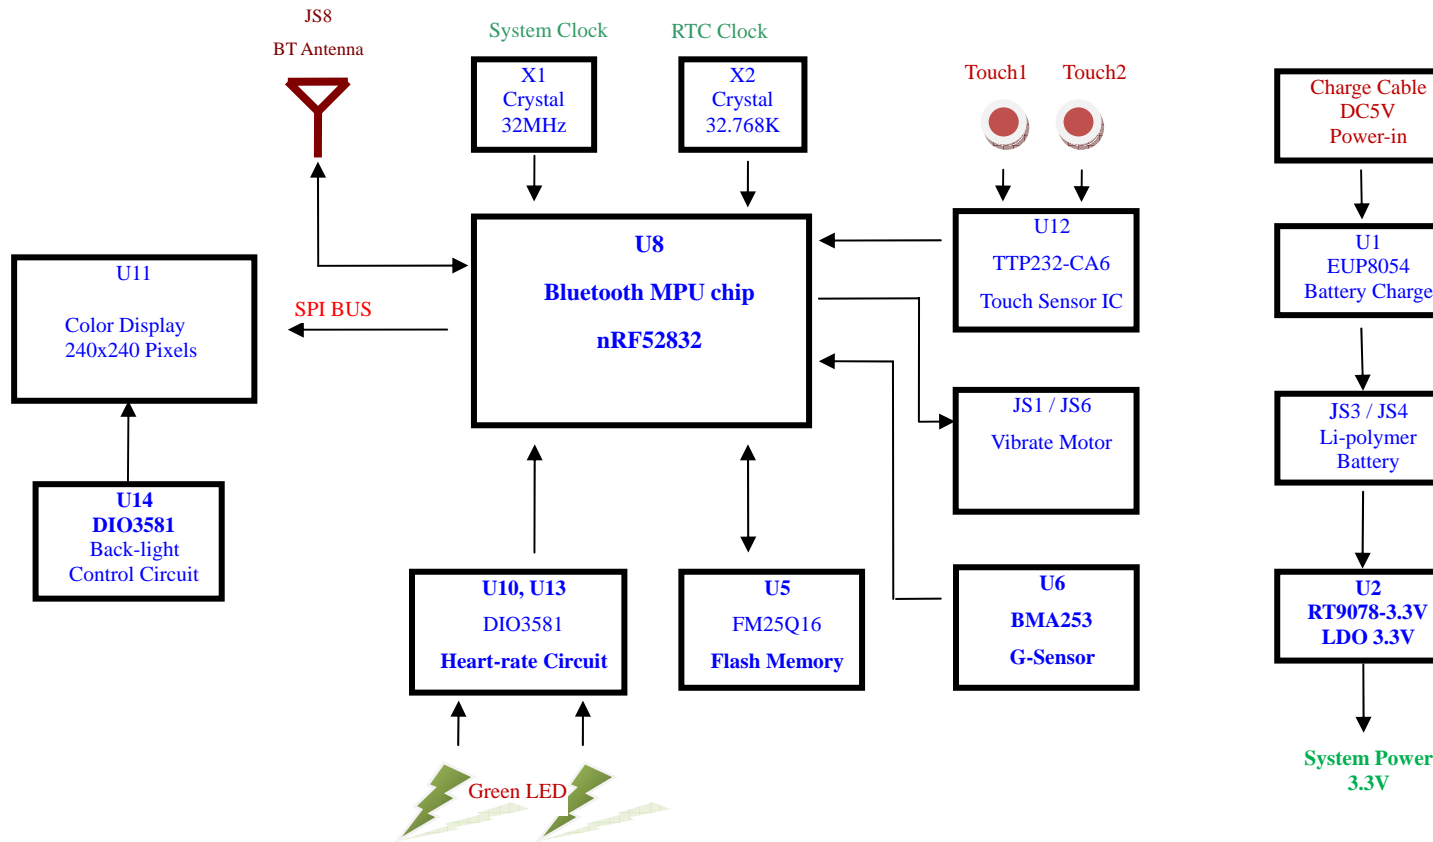 JS8
BT Antenna
System Clock
RTC Clock
X1
Crystal
32MHz
X2
Crystal
32.768K
Touch1
Touch2
Charge Cable
DC5V
Power-in
U8
Bluetooth MPU chip
nRF52832
U12
TTP232-CA6
Touch Sensor IC
U1
EUP8054
Battery Charge
U11
Color Display
240x240 Pixels
SPI BUS
JS1 / JS6
Vibrate Motor
JS3 / JS4
Li-polymer
Battery
U14
DIO3581
Back-light
Control Circuit
U10, U13
DIO3581
Heart-rate Circuit
U5
FM25Q16
Flash Memory
U6
BMA253
G-Sensor
U2
RT9078-3.3V
LDO 3.3V
Green LED
System Power
3.3V